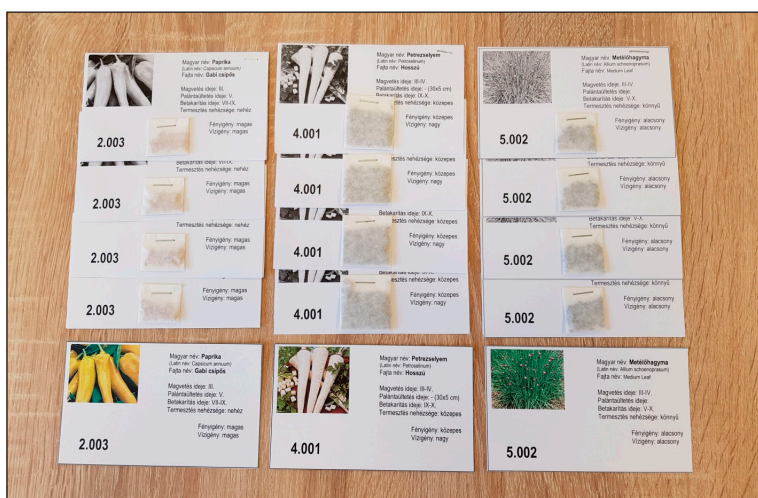 Magyar név: Paprika
(Latin név: Capsicum annuum)
Fajta név: Gabi csípős
Magvetés ideje: III.
Palántaültetés ideje: V.
Betakarítás ideje: VII-IX.
Termesztés nehézsége: nehéz
Fényigény: magas
Vízigény: magas
2.003
Betakarítás ideje: VII-IX.
Termesztés nehézsége: nehéz
Fényigény: magas
Vízigény: magas
2.003
Termesztés nehézsége: nehéz
Fényigény: magas
Vízigény: magas
2.003
Fényigény: magas
Vízigény: magas
2.003
Magyar név: Paprika
(Latin név: Capsicum annuum)
Fajta név: Gabi csípős
Magvetés ideje: III.
Palántaültetés ideje: V.
Betakarítás ideje: VII-IX.
Termesztés nehézsége: nehéz
Fényigény: magas
Vízigény: magas
2.003
Magyar név: Petrezselyem
(Latin név: Petroselinum)
Fajta név: Hosszú
Magvetés ideje: III-IV.
Palántaültetés ideje: - (30x5 cm)
Betakarítás ideje: IX-X.
nehézsége: közepes
Fényigény: közepes
Vízigény: nagy
4.001
nehézsége: közepes
Fényigény: közepes
Vízigény: nagy
4.001
Betakarítás ideje: IX-X.
nehézsége: közepes
Fényigény: közepes
Vízigény: nagy
4.001
nehézsége: közepes
Fényigény: közepes
Vízigény: nagy
4.001
Magyar név: Petrezselyem
(Latin név: Petroselinum)
Fajta név: Hosszú
Magvetés ideje: III-IV.
Palántaültetés ideje: - (30x5 cm)
Betakarítás ideje: IX-X.
Termesztés nehézsége: közepes
Fényigény: közepes
Vízigény: nagy
4.001
Magyar név: Metélőhagyma
(Latin név: Allium schoenoprasum)
Fajta név: Medium Leaf
Magvetés ideje: III-IV.
Palántaültetés ideje:
Betakarítás ideje: V-X.
Termesztés nehézsége: könnyű
Fényigény: alacsony
Vízigény: alacsony
5.002
Termesztés nehézsége: könnyű
Fényigény: alacsony
Vízigény: alacsony
5.002
Betakarítás ideje: V-X.
Termesztés nehézsége: könnyű
Fényigény: alacsony
Vízigény: alacsony
5.002
Termesztés nehézsége: könnyű
Fényigény: alacsony
Vízigény: alacsony
5.002
Magyar név: Metélőhagyma
(Latin név: Allium schoenoprasum)
Fajta név: Medium Leaf
Magvetés ideje: III-IV.
Palántaültetés ideje:
Betakarítás ideje: V-X.
Termesztés nehézsége: könnyű
Fényigény: alacsony
Vízigény: alacsony
5.002